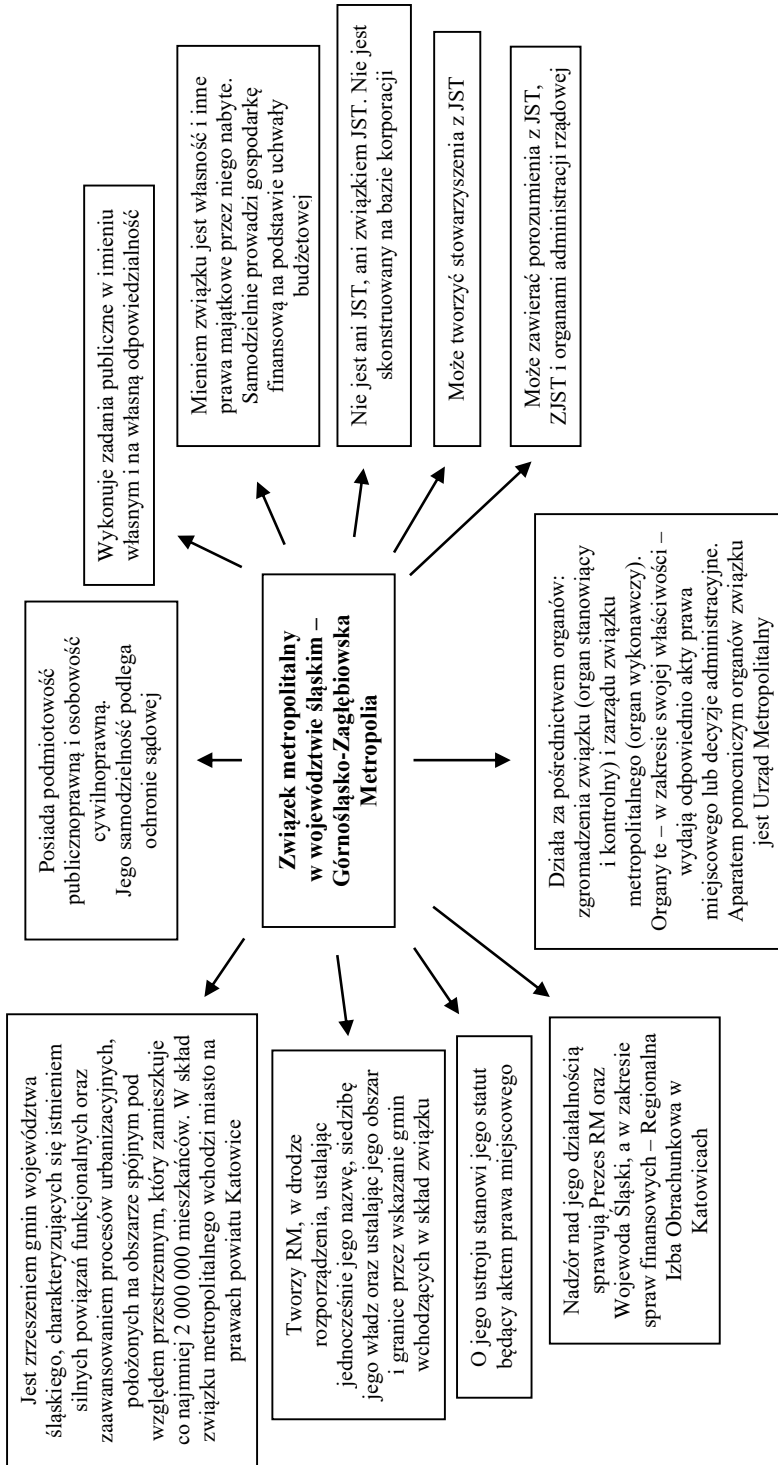 Jest zrzeszeniem gmin województwa
śląskiego, charakteryzujących się istnieniem
silnych powiązań funkcjonalnych oraz
zaawansowaniem procesów urbanizacyjnych,
położonych na obszarze spójnym pod
względem przestrzennym, który zamieszkuje
co najmniej 2 000 000 mieszkańców. W skład
związku metropolitalnego wchodzi miasto na
prawach powiatu Katowice
Posiada podmiotowość
publicznoprawną i osobowość
cywilnoprawną.
Jego samodzielność podlega
ochronie sądowej
Wykonuje zadania publiczne w imieniu
własnym i na własną odpowiedzialność
Mieniem związku jest własność i inne
prawa majątkowe przez niego nabyte.
Samodzielnie prowadzi gospodarkę
finansową na podstawie uchwały
budżetowej
Tworzy RM, w drodze
rozporządzenia, ustalając
jednocześnie jego nazwę, siedzibę
jego władz oraz ustalając jego obszar
i granice przez wskazanie gmin
wchodzących w skład związku
Związek metropolitalny
w województwie śląskim –
Górnośląsko-Zagłębiowska
Metropolia
Nie jest ani JST, ani związkiem JST. Nie jest
skonstruowany na bazie korporacji
O jego ustroju stanowi jego statut
będący aktem prawa miejscowego
Może tworzyć stowarzyszenia z JST
Nadzór nad jego działalnością
sprawują Prezes RM oraz
Wojewoda Śląski, a w zakresie
spraw finansowych – Regionalna
Izba Obrachunkowa w
Katowicach
Działa za pośrednictwem organów:
zgromadzenia związku (organ stanowiący
i kontrolny) i zarządu związku
metropolitalnego (organ wykonawczy).
Organy te – w zakresie swojej właściwości –
wydają odpowiednio akty prawa
miejscowego lub decyzje administracyjne.
Aparatem pomocniczym organów związku
jest Urząd Metropolitalny
Może zawierać porozumienia z JST,
ZJST i organami administracji rządowej